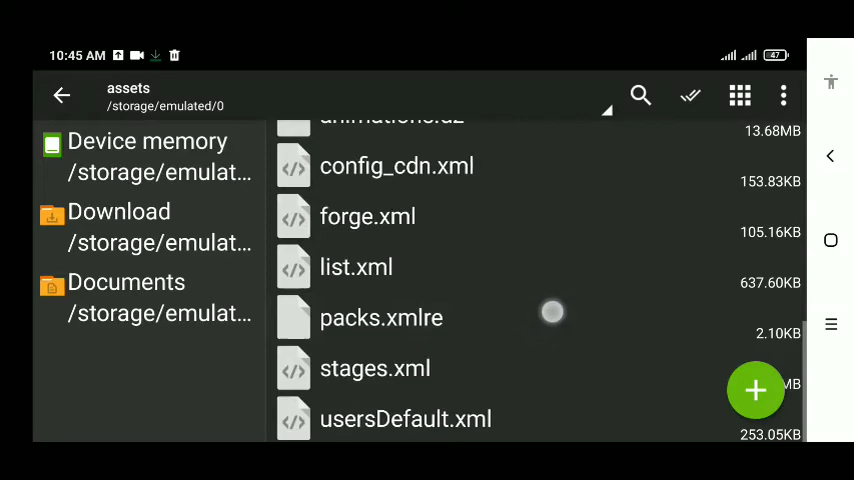 10:45 AM
47
assets
/storage/emulated/0
Device memory
/storage/emulat...
Download
/storage/emulat...
Documents
/storage/emulat...
13.68MB
config_cdn.xml
153.83KB
forge.xml
105.16KB
list.xml
637.60KB
packs.xmlre
2.10KB
stages.xml
MB
usersDefault.xml
253.05KB